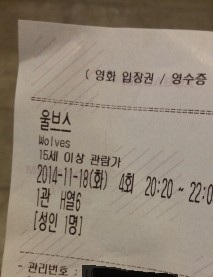 ( 영화 입장권 / 영수증
울브스
Wolves
15세 이상 관람가
2014-11-18(화) 4회 20:20 ~ 22:0
1관 H열6
[성인 1명]
관리번호 :